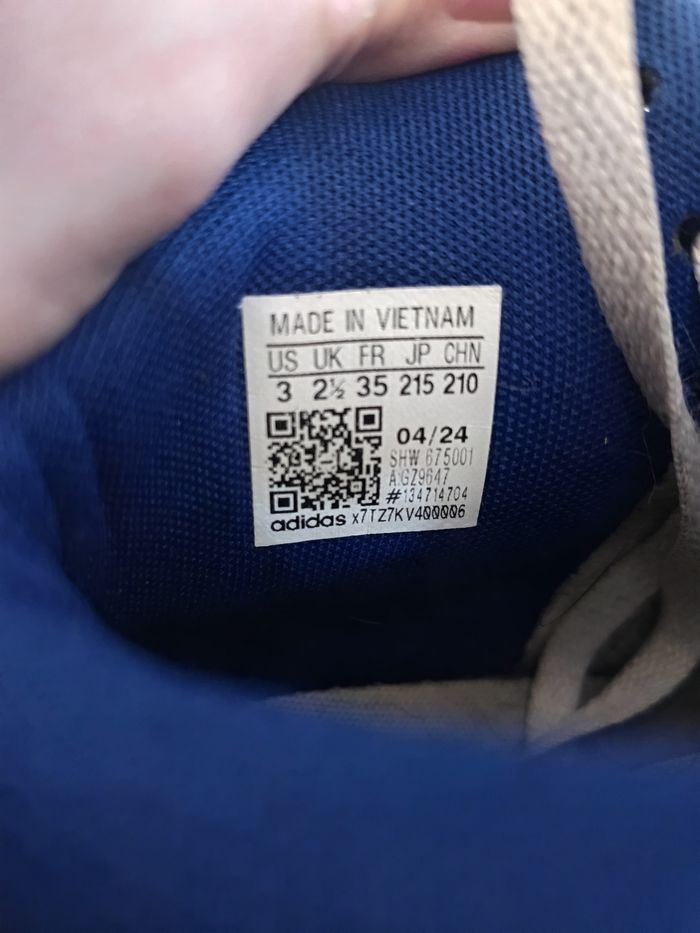 MADE IN VIETNAM
US UK FR JP CHN
3 2½ 35 215 210
04/24
SHW 675001
A:GZ9647
#134714704
adidas x7TZ7KV400006